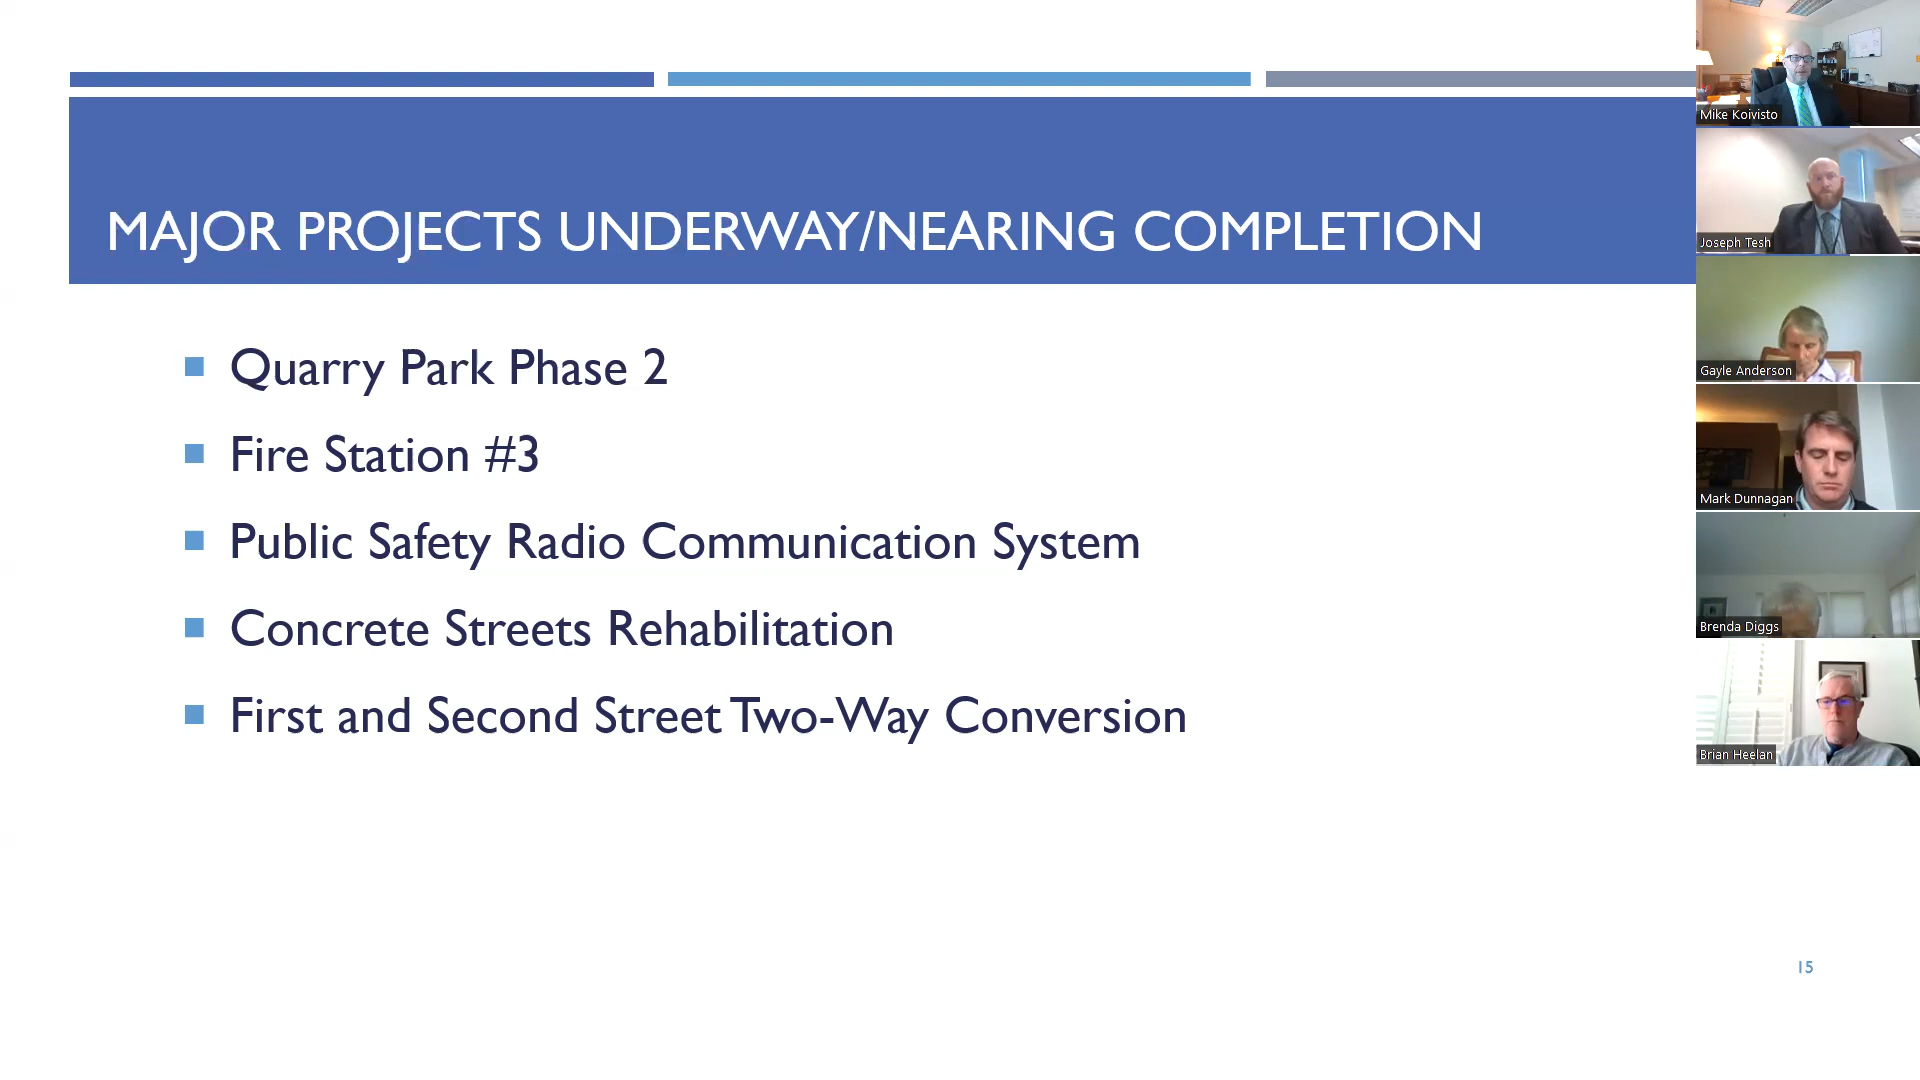 MAJOR PROJECTS UNDERWAY/NEARING COMPLETION
Quarry Park Phase 2
Fire Station #3
Public Safety Radio Communication System
Concrete Streets Rehabilitation
First and Second Street Two-Way Conversion
15
Mike Koivisto
Joseph Tesh
Gayle Anderson
Mark Dunnagan
Brenda Diggs
Brian Heelan